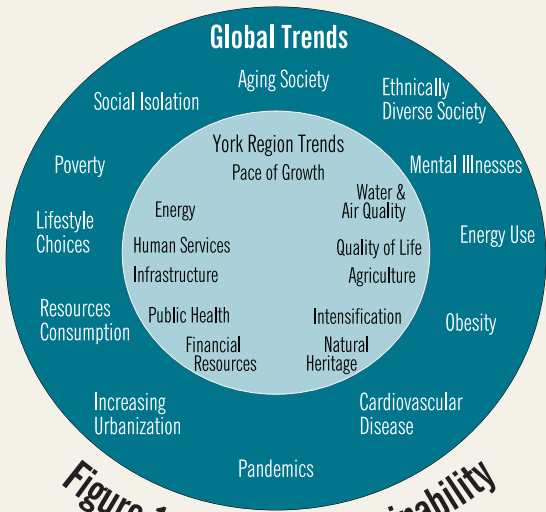 Global Trends
Aging Society
Ethnically
Diverse Society
Social Isolation
Mental Illnesses
Poverty
Energy Use
Lifestyle
Choices
Obesity
Resources
Consumption
Cardiovascular
Disease
Increasing
Urbanization
Pandemics
York Region Trends
Pace of Growth
Water &
Air Quality
Energy
Quality of Life
Human Services
Agriculture
Infrastructure
Intensification
Public Health
Natural
Heritage
Financial
Resources
Figure